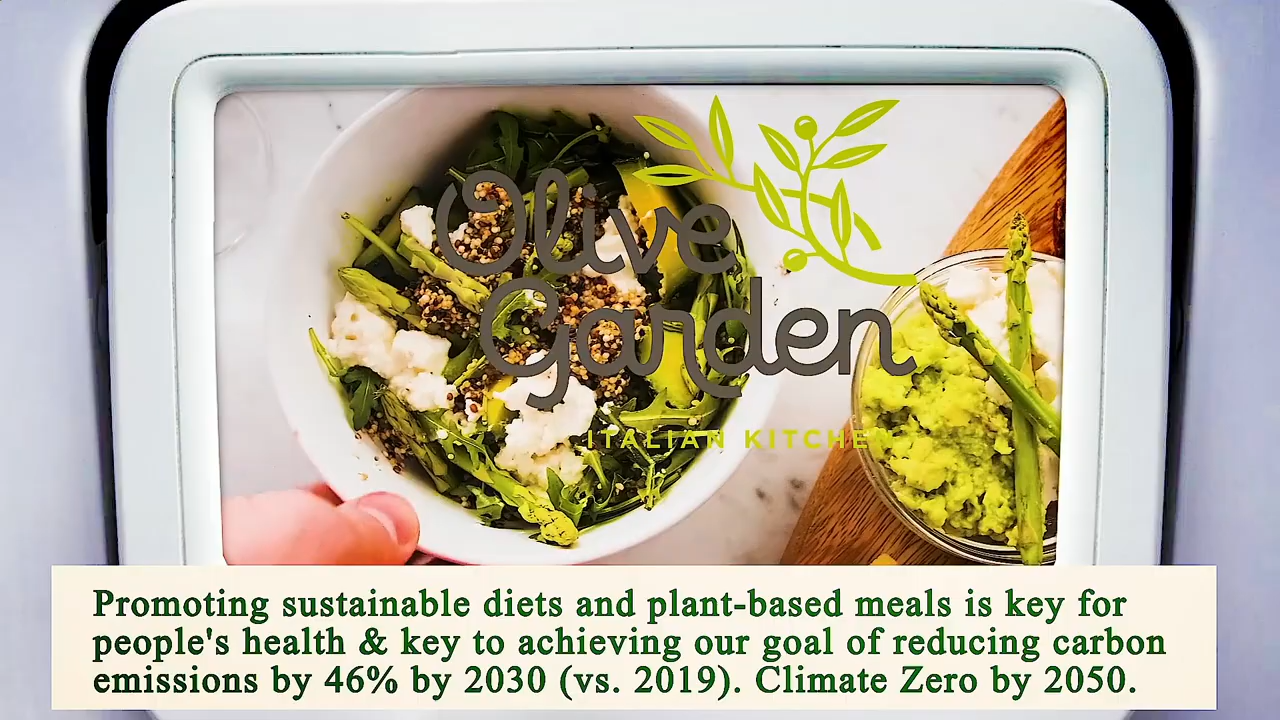 Olive
Garden
ITALIAN KITCHEN
Promoting sustainable diets and plant-based meals is key for
people's health & key to achieving our goal of reducing carbon
emissions by 46% by 2030 (vs. 2019). Climate Zero by 2050.